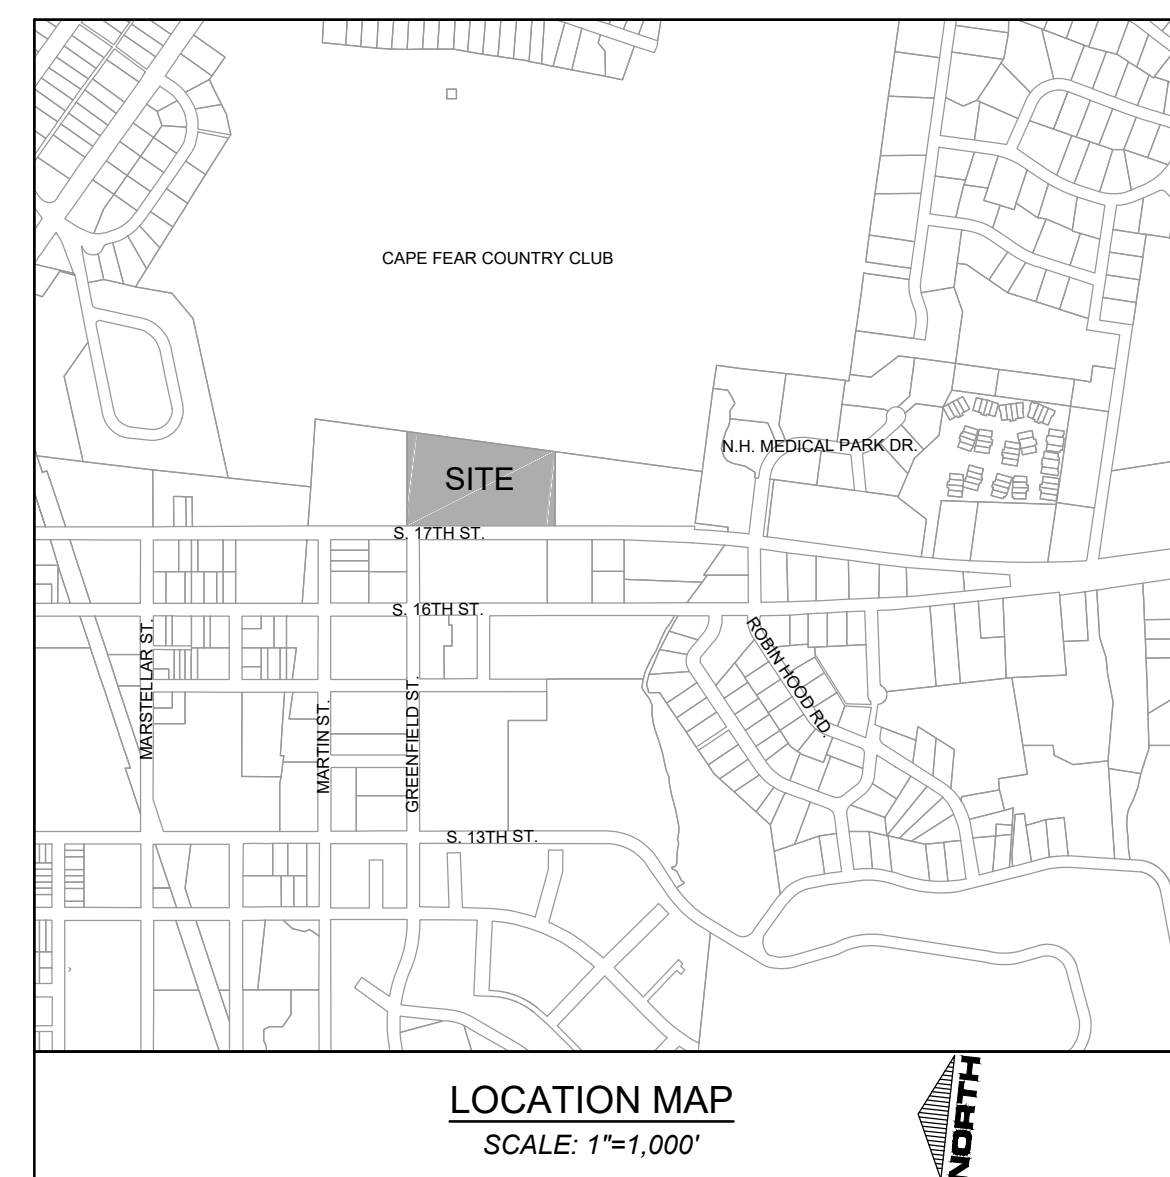 CAPE FEAR COUNTRY CLUB
N.H. MEDICAL PARK DR.
SITE
S. 17TH ST.
S. 16TH ST.
ROBIN HOOD RD.
MARSTELLAR ST.
MARTIN ST.
GREENFIELD ST.
S. 13TH ST.
LOCATION MAP
SCALE: 1"=1,000'
NORTH